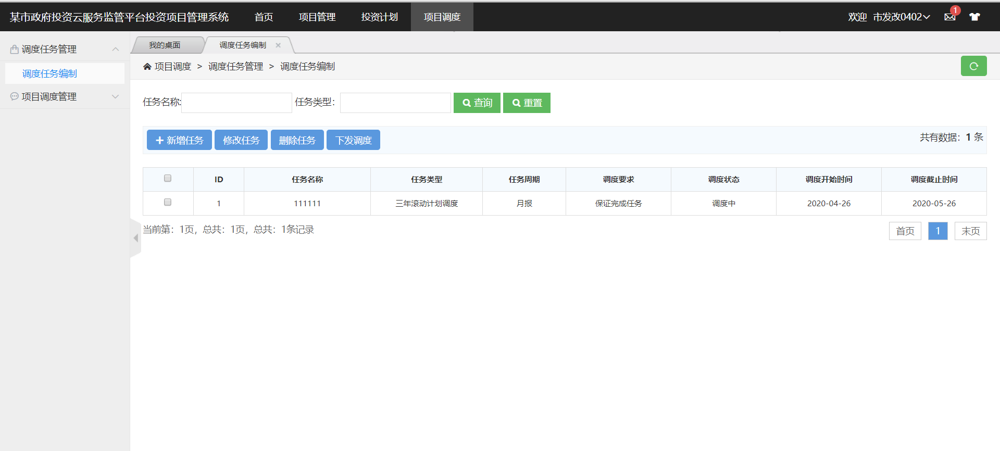 某市政府投资云服务监管平台投资项目管理系统 首页 项目管理 投资计划 项目调度 欢迎 市发改0402 1
调度任务管理
调度任务编制
项目调度管理
我的桌面 调度任务编制
项目调度 > 调度任务管理 > 调度任务编制
任务名称: 任务类型： 查询 重置
新增任务 修改任务 删除任务 下发调度 共有数据：1 条
ID 任务名称 任务类型 任务周期 调度要求 调度状态 调度开始时间 调度截止时间
1 111111 三年滚动计划调度 月报 保证完成任务 调度中 2020-04-26 2020-05-26
当前第：1页，总共：1页，总共：1条记录 首页 1 末页